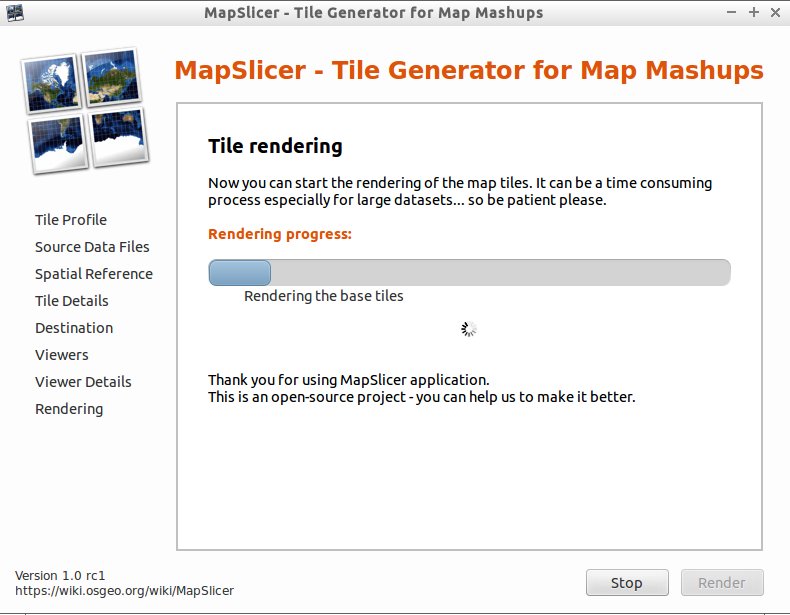 MapSlicer - Tile Generator for Map Mashups
MapSlicer - Tile Generator for Map Mashups
Tile rendering
Now you can start the rendering of the map tiles. It can be a time consuming
process especially for large datasets... so be patient please.
Rendering progress:
Rendering the base tiles
Thank you for using MapSlicer application.
This is an open-source project - you can help us to make it better.
Tile Profile
Source Data Files
Spatial Reference
Tile Details
Destination
Viewers
Viewer Details
Rendering
Version 1.0 rc1
https://wiki.osgeo.org/wiki/MapSlicer
Stop
Render